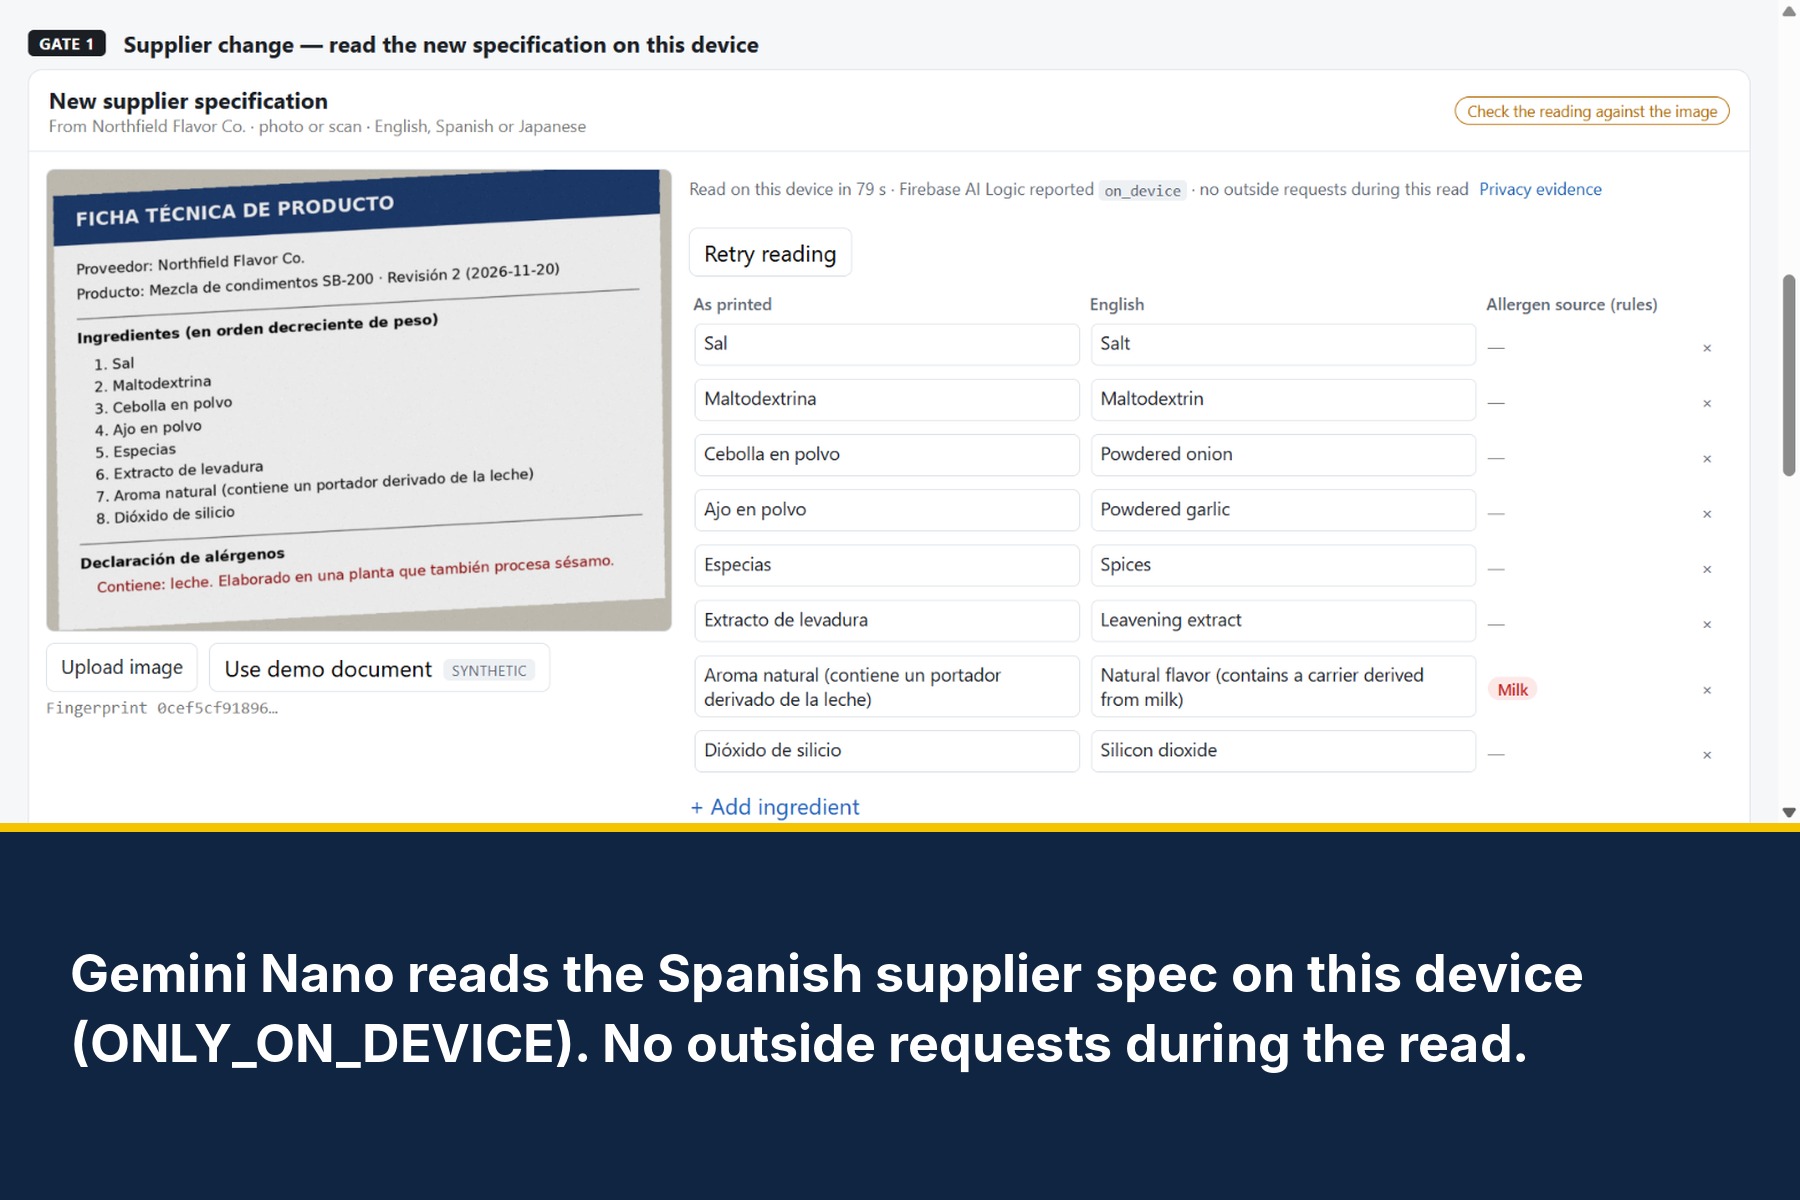 GATE 1 Supplier change — read the new specification on this device
New supplier specification
From Northfield Flavor Co. · photo or scan · English, Spanish or Japanese
Check the reading against the image
FICHA TÉCNICA DE PRODUCTO
Proveedor: Northfield Flavor Co.
Producto: Mezcla de condimentos SB-200 · Revisión 2 (2026-11-20)
Ingredientes (en orden decreciente de peso)
1. Sal
2. Maltodextrina
3. Cebolla en polvo
4. Ajo en polvo
5. Especias
6. Extracto de levadura
7. Aroma natural (contiene un portador derivado de la leche)
8. Dióxido de silicio
Declaración de alérgenos
Contiene: leche. Elaborado en una planta que también procesa sésamo.
Upload image
Use demo document SYNTHETIC
Fingerprint 0cef5cf91896…
Read on this device in 79 s · Firebase AI Logic reported on_device · no outside requests during this read Privacy evidence
Retry reading
As printed English Allergen source (rules)
Sal Salt — ×
Maltodextrina Maltodextrin — ×
Cebolla en polvo Powdered onion — ×
Ajo en polvo Powdered garlic — ×
Especias Spices — ×
Extracto de levadura Leavening extract — ×
Aroma natural (contiene un portador
derivado de la leche)
Natural flavor (contains a carrier derived
from milk)
Milk ×
Dióxido de silicio Silicon dioxide — ×
+ Add ingredient
Gemini Nano reads the Spanish supplier spec on this device
(ONLY_ON_DEVICE). No outside requests during the read.